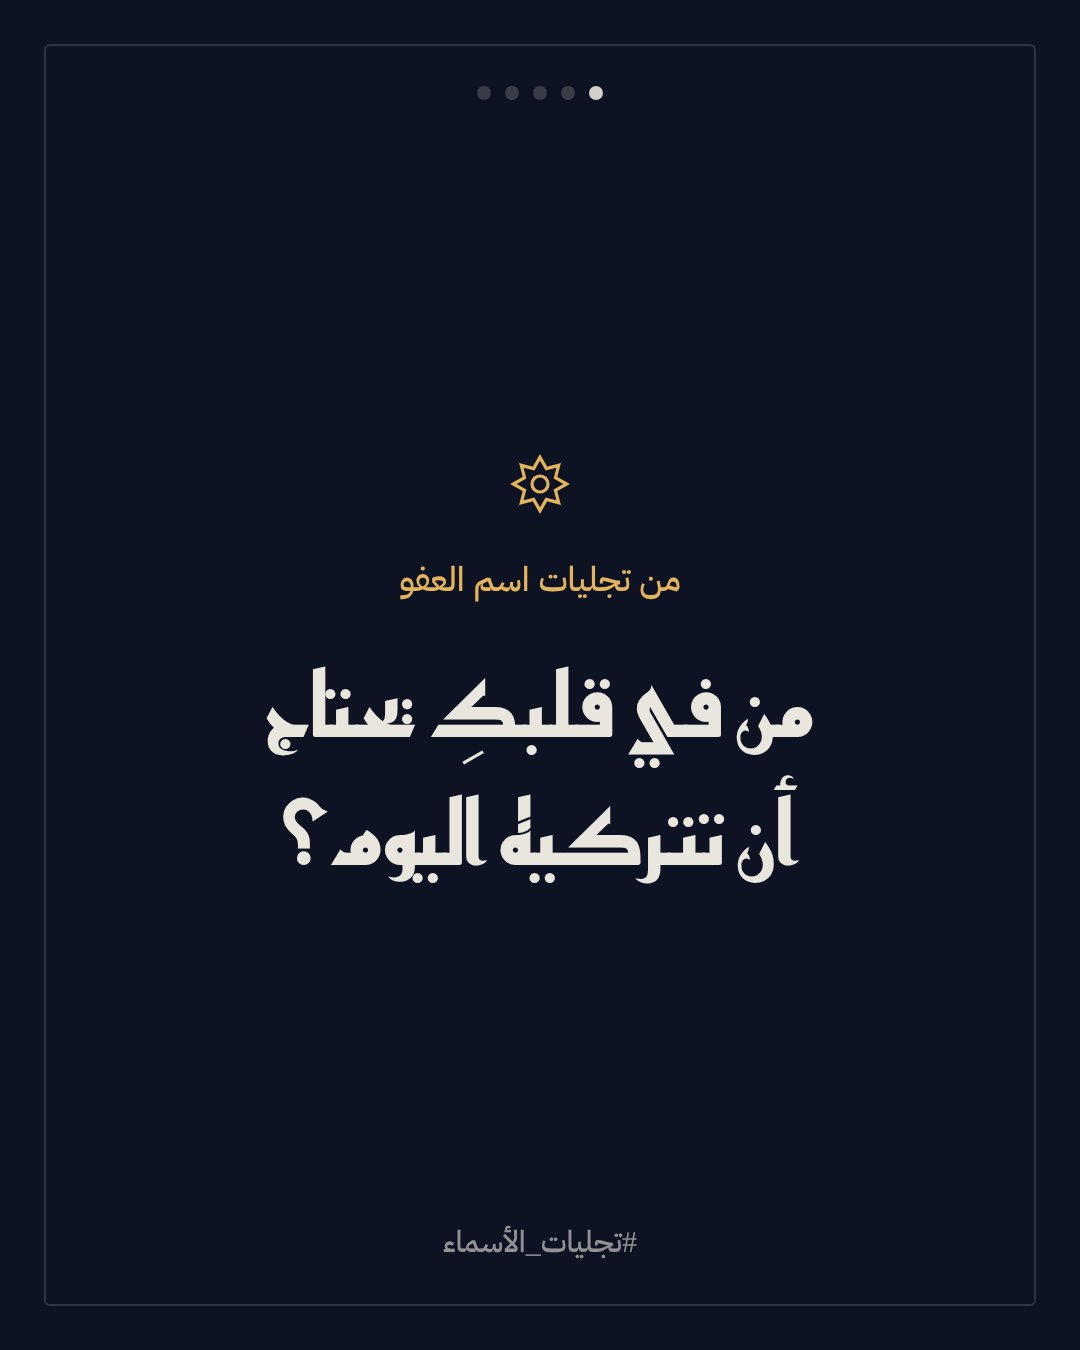 من تجليات اسم العفو
من في قلبكِ تحتاج
أن تتركيه اليوم؟
#تجليات_الأسماء